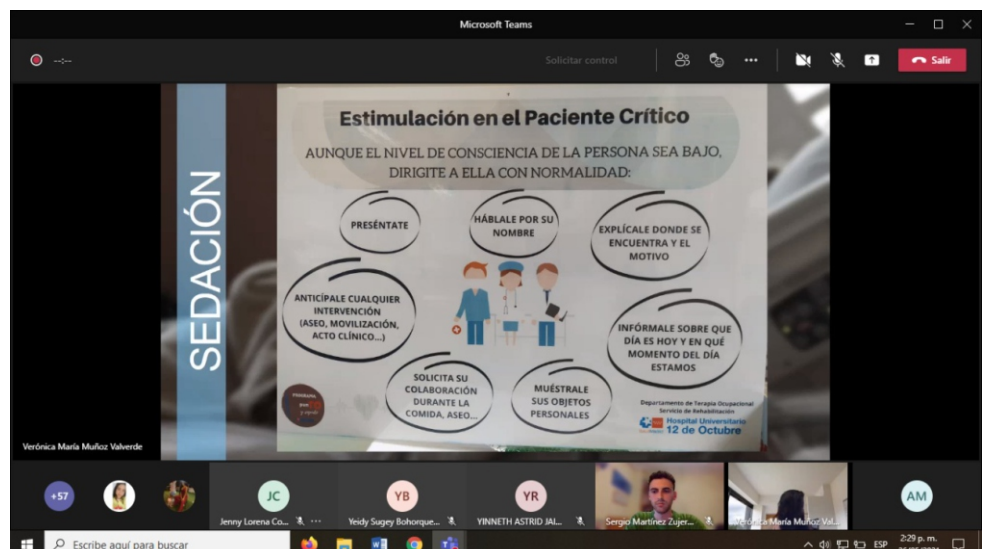 Microsoft Teams
--:--
Solicitar control
Salir
SEDACIÓN
Estimulación en el Paciente Crítico
AUNQUE EL NIVEL DE CONSCIENCIA DE LA PERSONA SEA BAJO,
DIRIGITE A ELLA CON NORMALIDAD:
PRESÉNTATE
HÁBLALE POR SU
NOMBRE
EXPLÍCALE DONDE SE
ENCUENTRA Y EL
MOTIVO
ANTICÍPALE CUALQUIER
INTERVENCIÓN
(ASEO, MOVILIZACIÓN,
ACTO CLÍNICO...)
INFÓRMALE SOBRE QUE
DÍA ES HOY Y EN QUÉ
MOMENTO DEL DÍA
ESTAMOS
SOLICITA SU
COLABORACIÓN
DURANTE LA
COMIDA, ASEO...
MUÉSTRALE
SUS OBJETOS
PERSONALES
Departamento de Terapia Ocupacional
Servicio de Rehabilitación
Hospital Universitario
12 de Octubre
Verónica María Muñoz Valverde
+57
JC
YB
YR
AM
Jenny Lorena Co...
Yeidy Sugey Bohorque...
YINNETH ASTRID JAI...
Sergio Martínez Zujer...
Verónica María Muñoz Val...
Escribe aquí para buscar
ESP
2:29 p. m.